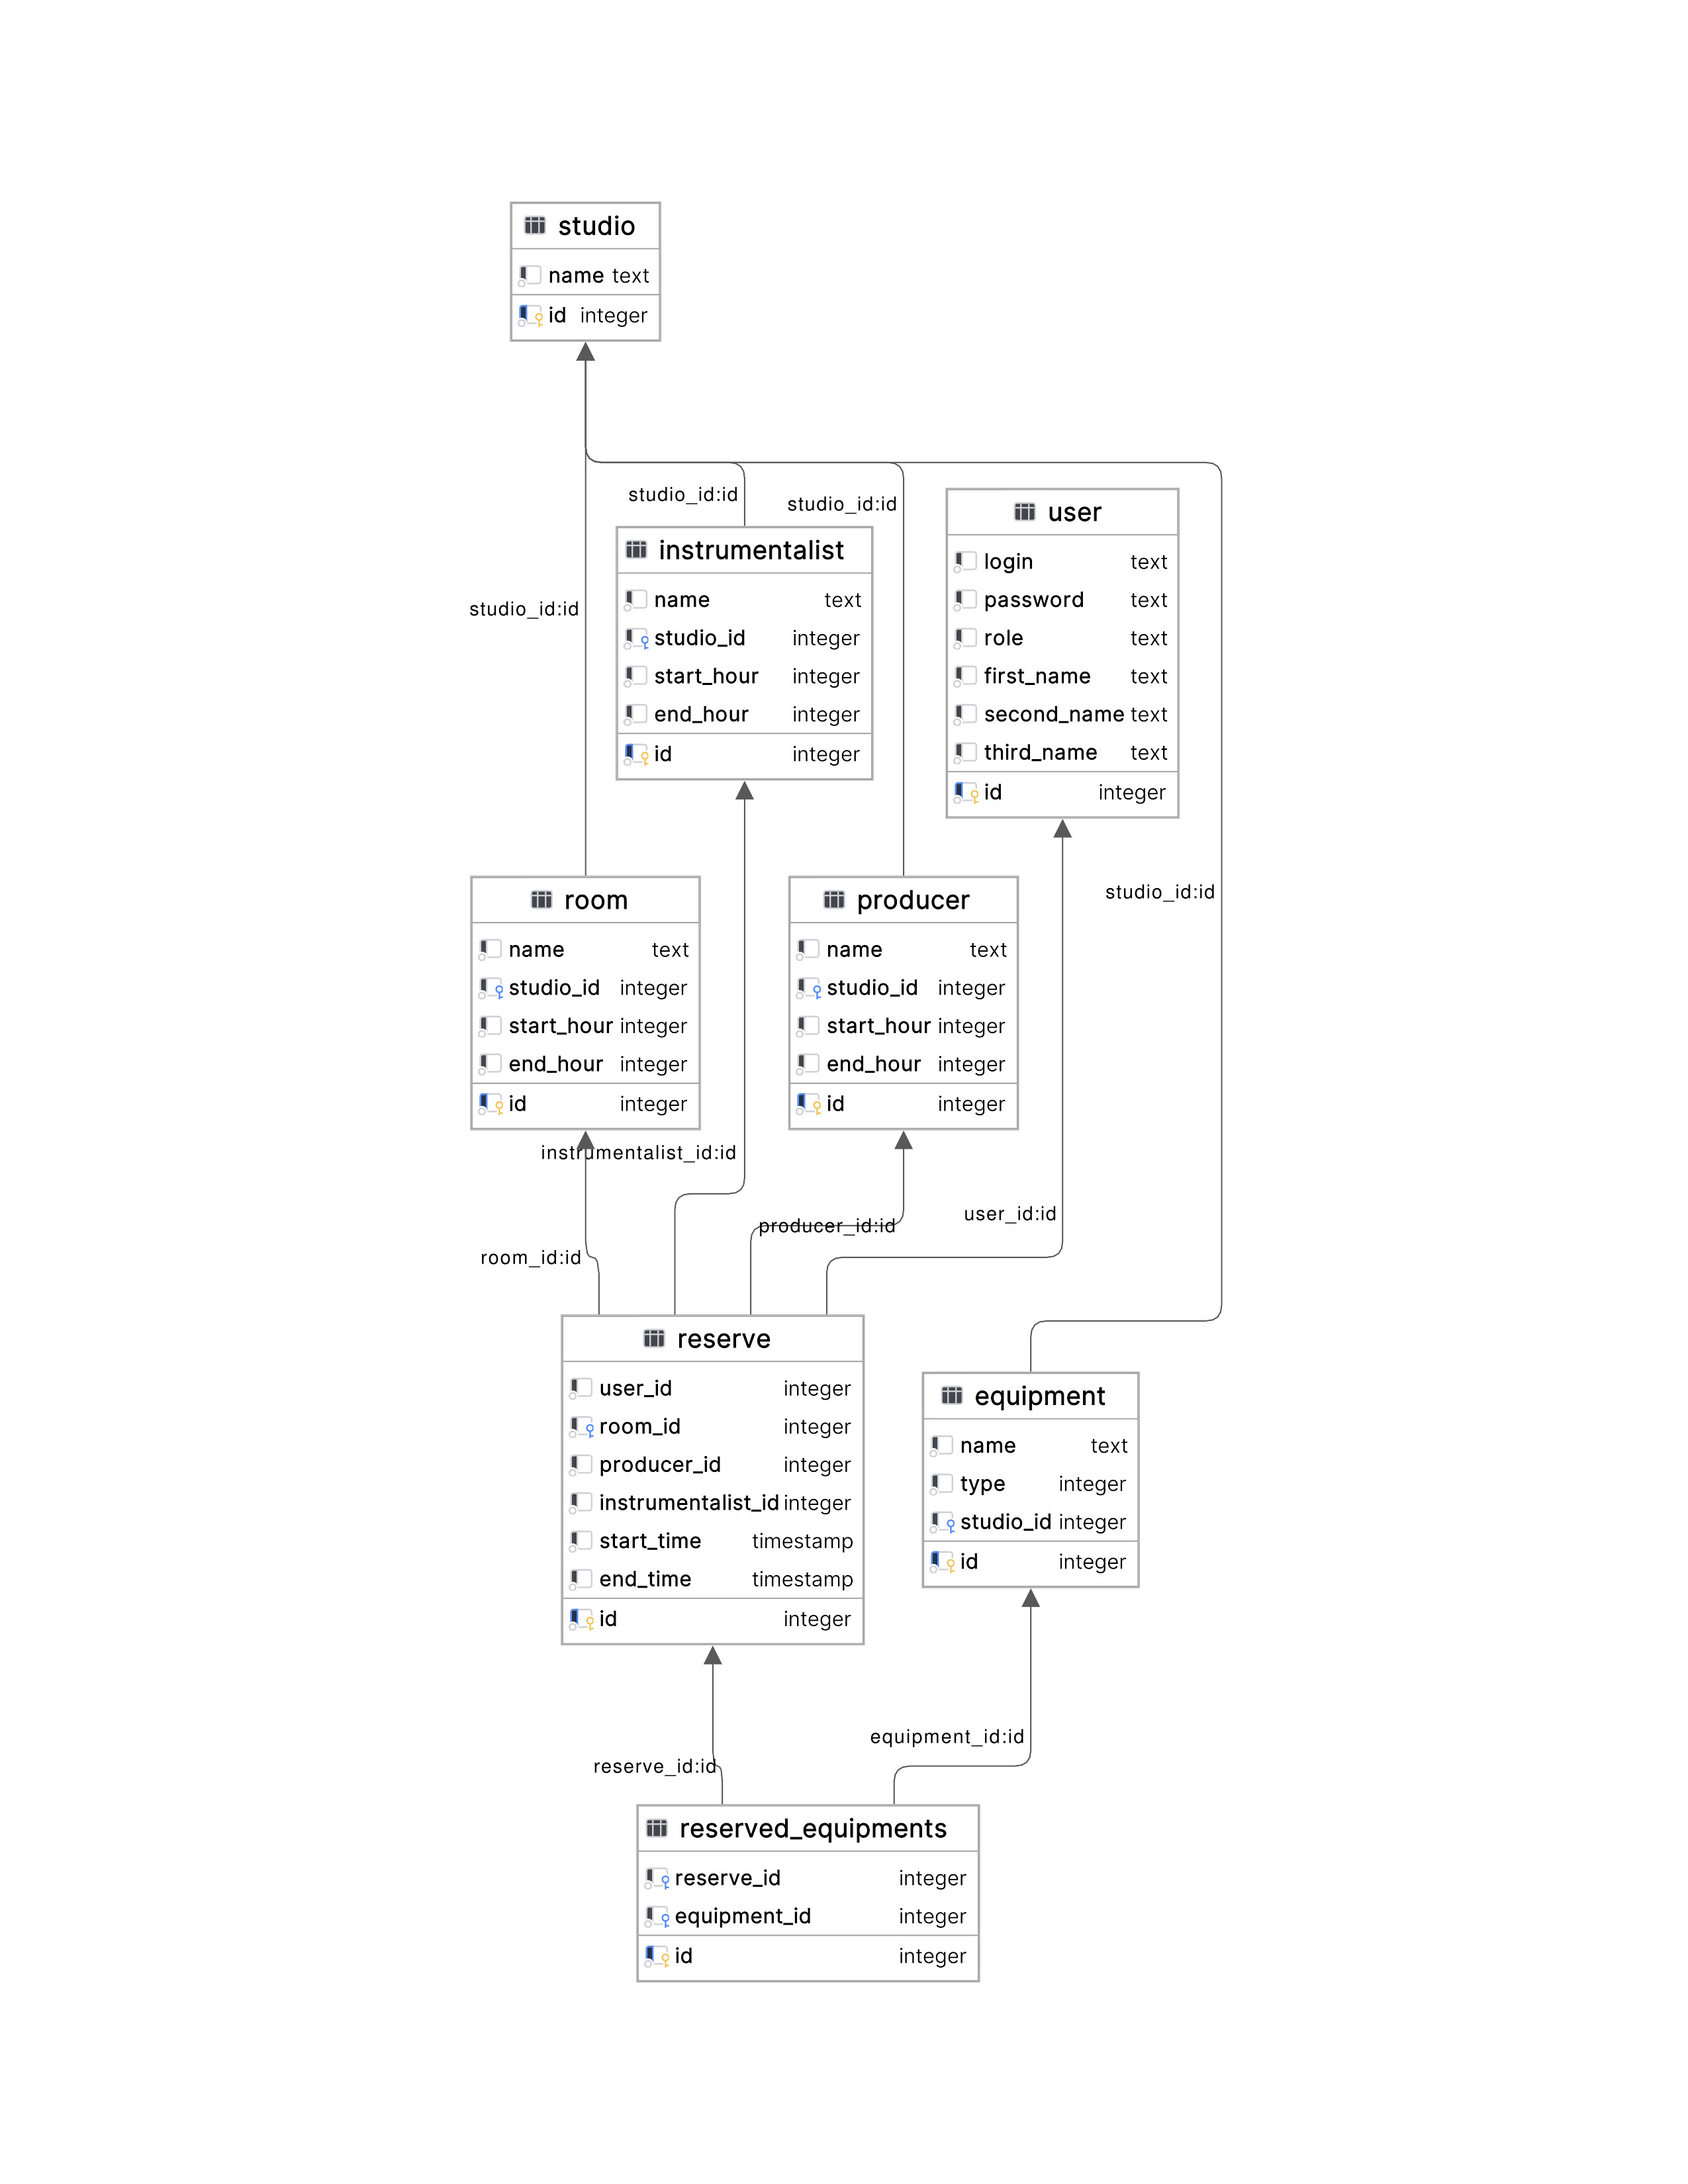 studio
name text
id integer
studio_id:id
studio_id:id
instrumentalist
name text
studio_id integer
start_hour integer
end_hour integer
id integer
user
login text
password text
role text
first_name text
second_name text
third_name text
id integer
studio_id:id
studio_id:id
room
name text
studio_id integer
start_hour integer
end_hour integer
id integer
producer
name text
studio_id integer
start_hour integer
end_hour integer
id integer
instrumentalist_id:id
producer_id:id
user_id:id
room_id:id
reserve
user_id integer
room_id integer
producer_id integer
instrumentalist_id integer
start_time timestamp
end_time timestamp
id integer
equipment
name text
type integer
studio_id integer
id integer
equipment_id:id
reserve_id:id
reserved_equipments
reserve_id integer
equipment_id integer
id integer